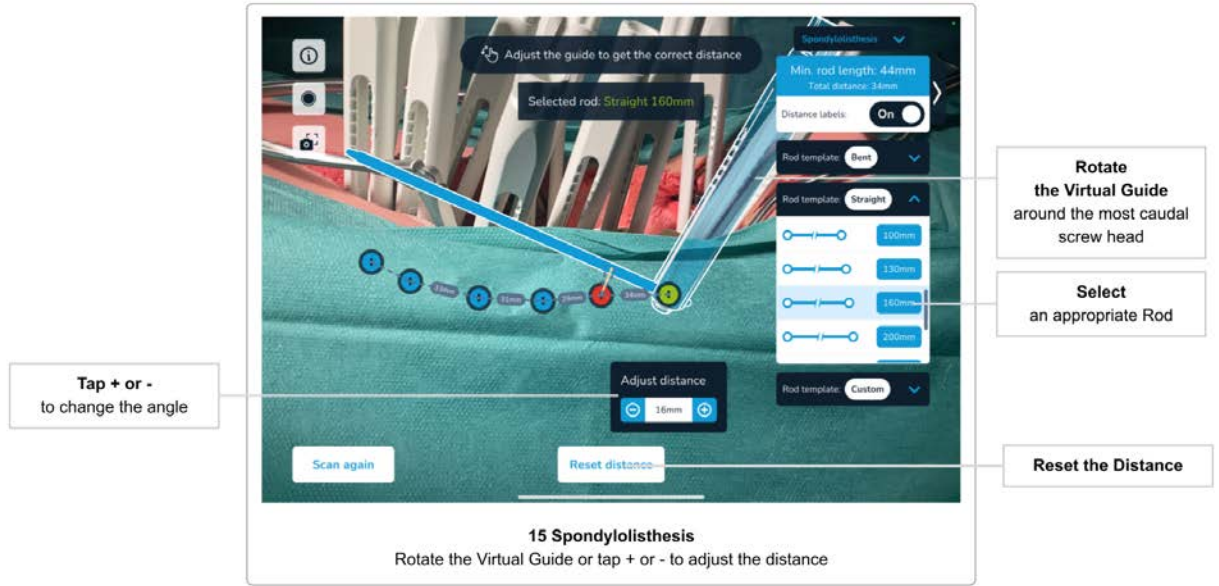 Adjust the guide to get the correct distance
Selected rod: Straight 160mm
Spondylolisthesis
Min. rod length: 44mm
Total distance: 34mm
Distance labels: On
Rod template: Bent
Rod template: Straight
100mm
130mm
160mm
200mm
Rod template: Custom
31mm
29mm
34mm
Adjust distance
16mm
Scan again
Reset distance
Rotate
the Virtual Guide
around the most caudal
screw head
Select
an appropriate Rod
Tap + or -
to change the angle
Reset the Distance
15 Spondylolisthesis
Rotate the Virtual Guide or tap + or - to adjust the distance